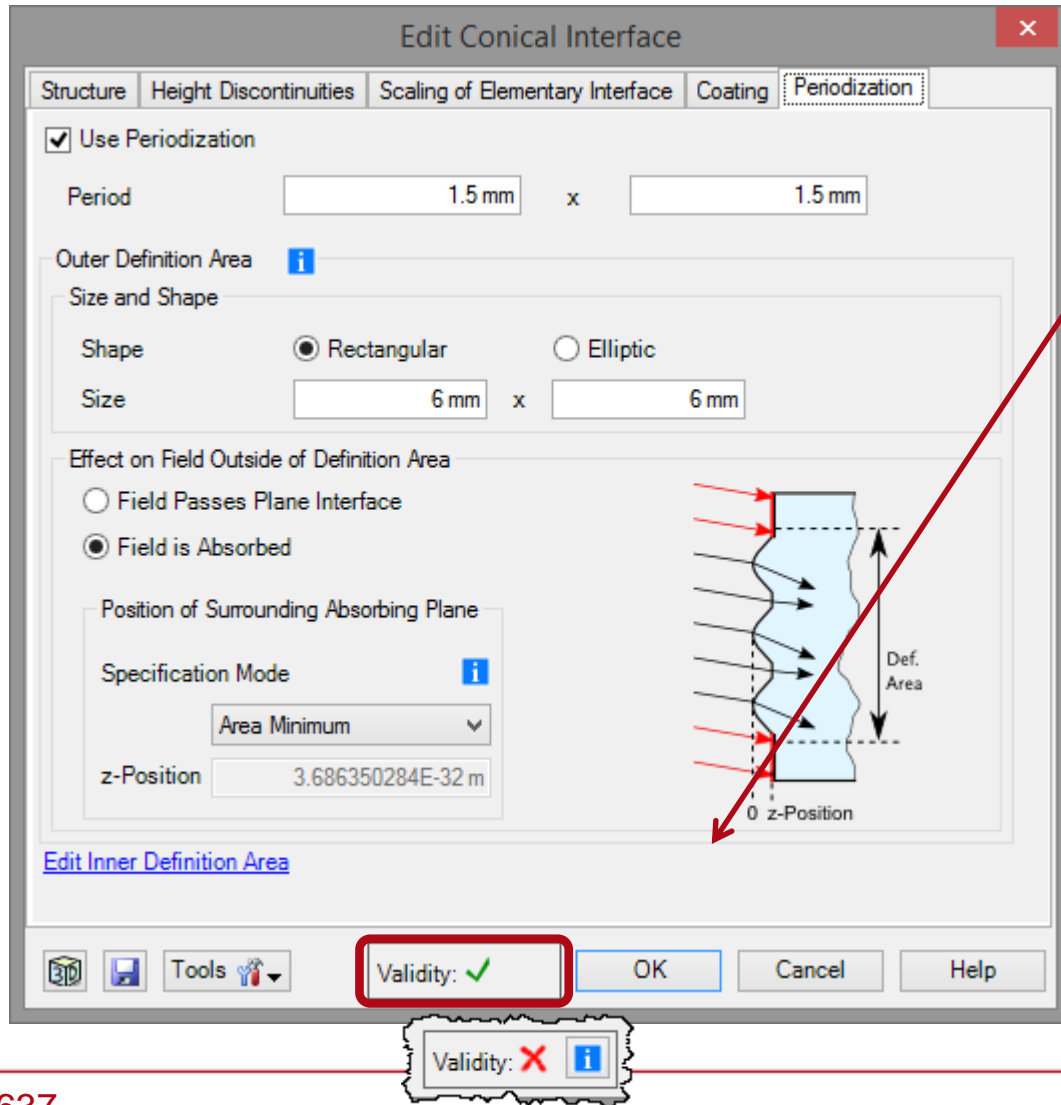 Edit Conical Interface
Structure Height Discontinuities Scaling of Elementary Interface Coating Periodization
Use Periodization
Period 1.5 mm x 1.5 mm
Outer Definition Area i
Size and Shape
Shape Rectangular Elliptic
Size 6 mm x 6 mm
Effect on Field Outside of Definition Area
Field Passes Plane Interface
Field is Absorbed
Position of Surrounding Absorbing Plane
Specification Mode i
Area Minimum
z-Position 3.686350284E-32 m
Def.
Area
0 z-Position
Edit Inner Definition Area
3D Tools Validity: OK Cancel Help
Validity: i